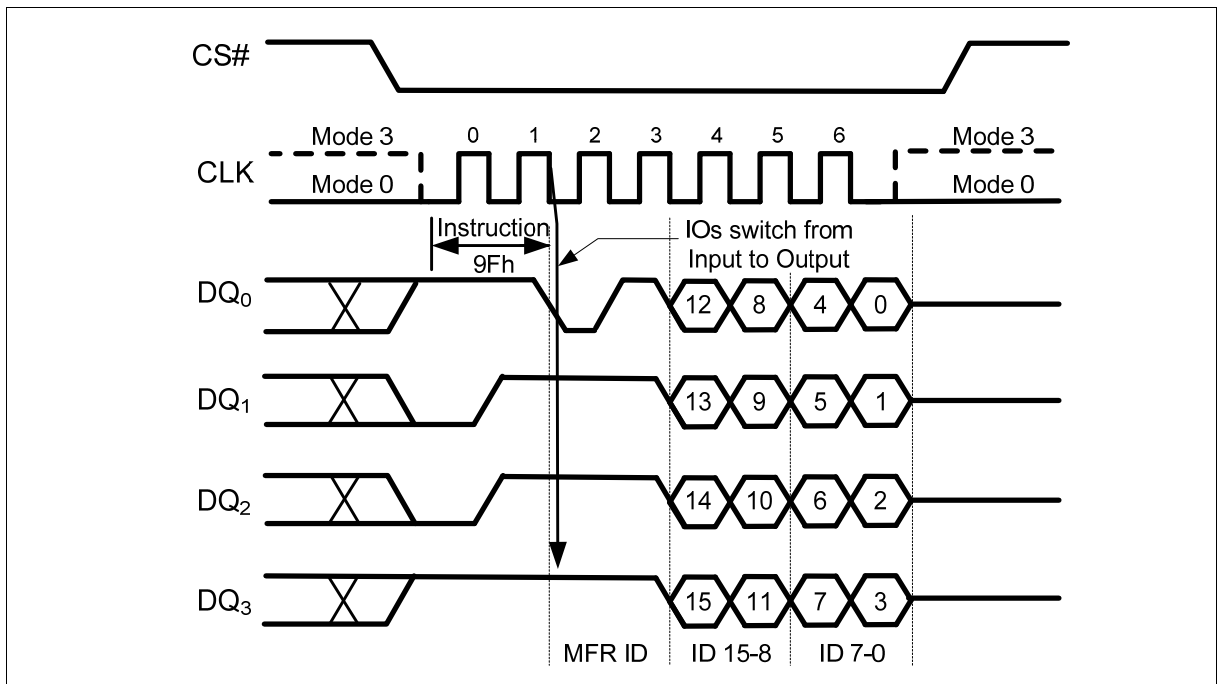 CS#
Mode 3 0 1 2 3 4 5 6 Mode 3
CLK
Mode 0 Mode 0
Instruction IOs switch from
9Fh Input to Output
DQ0 12 8 4 0
DQ1 13 9 5 1
DQ2 14 10 6 2
DQ3 15 11 7 3
MFR ID ID 15-8 ID 7-0